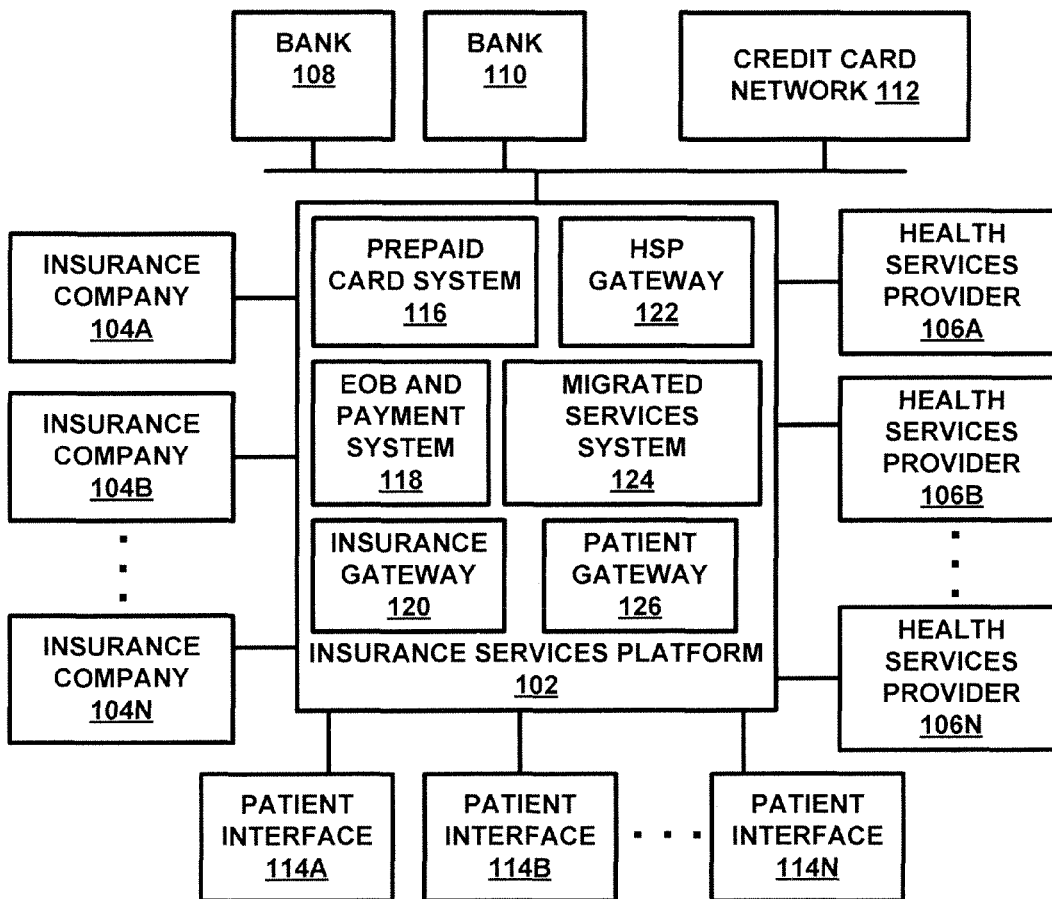 BANK
108
BANK
110
CREDIT CARD
NETWORK 112
INSURANCE
COMPANY
104A
INSURANCE
COMPANY
104B
INSURANCE
COMPANY
104N
PREPAID
CARD SYSTEM
116
HSP
GATEWAY
122
EOB AND
PAYMENT
SYSTEM
118
MIGRATED
SERVICES
SYSTEM
124
INSURANCE
GATEWAY
120
PATIENT
GATEWAY
126
INSURANCE SERVICES PLATFORM
102
HEALTH
SERVICES
PROVIDER
106A
HEALTH
SERVICES
PROVIDER
106B
HEALTH
SERVICES
PROVIDER
106N
PATIENT
INTERFACE
114A
PATIENT
INTERFACE
114B
PATIENT
INTERFACE
114N